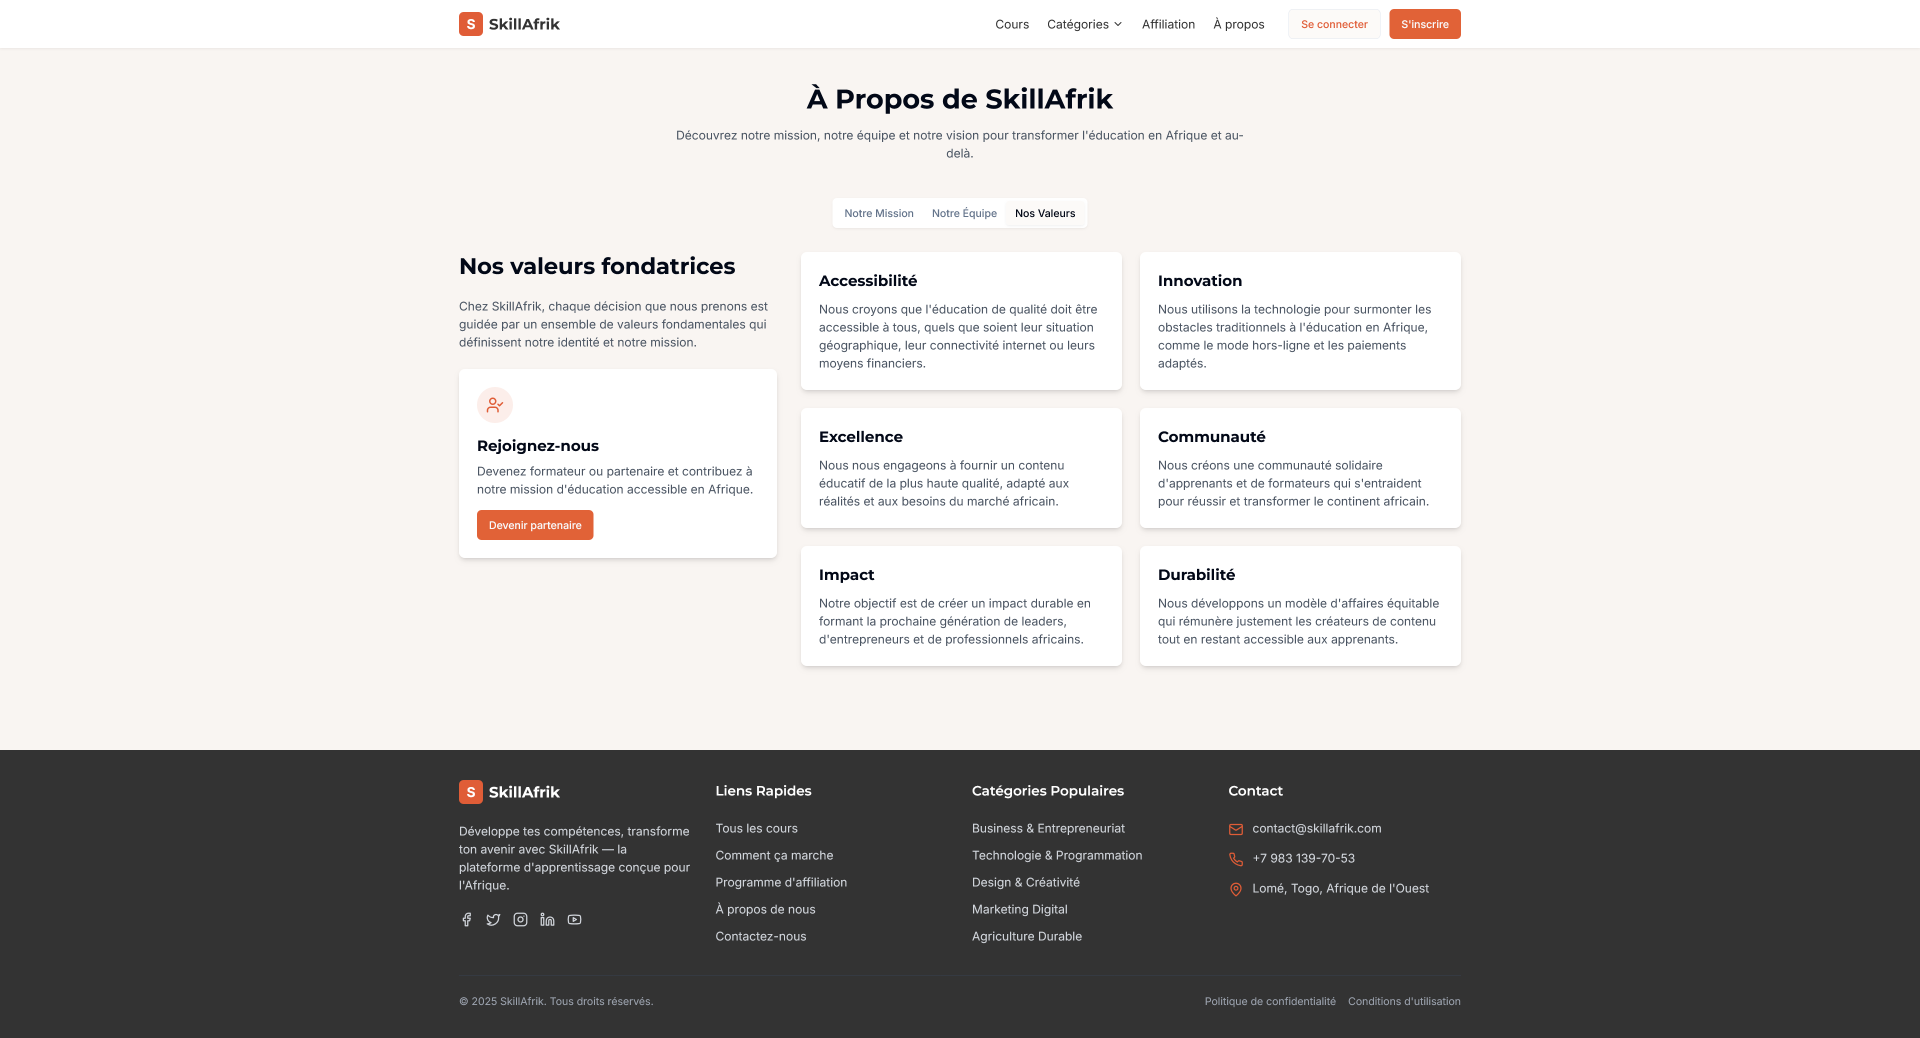 S SkillAfrik
Cours Catégories Affiliation À propos Se connecter S'inscrire
À Propos de SkillAfrik
Découvrez notre mission, notre équipe et notre vision pour transformer l'éducation en Afrique et au-
delà.
Notre Mission Notre Équipe Nos Valeurs
Nos valeurs fondatrices
Chez SkillAfrik, chaque décision que nous prenons est
guidée par un ensemble de valeurs fondamentales qui
définissent notre identité et notre mission.
Rejoignez-nous
Devenez formateur ou partenaire et contribuez à
notre mission d'éducation accessible en Afrique.
Devenir partenaire
Accessibilité
Nous croyons que l'éducation de qualité doit être
accessible à tous, quels que soient leur situation
géographique, leur connectivité internet ou leurs
moyens financiers.
Innovation
Nous utilisons la technologie pour surmonter les
obstacles traditionnels à l'éducation en Afrique,
comme le mode hors-ligne et les paiements
adaptés.
Excellence
Nous nous engageons à fournir un contenu
éducatif de la plus haute qualité, adapté aux
réalités et aux besoins du marché africain.
Communauté
Nous créons une communauté solidaire
d'apprenants et de formateurs qui s'entraident
pour réussir et transformer le continent africain.
Impact
Notre objectif est de créer un impact durable en
formant la prochaine génération de leaders,
d'entrepreneurs et de professionnels africains.
Durabilité
Nous développons un modèle d'affaires équitable
qui rémunère justement les créateurs de contenu
tout en restant accessible aux apprenants.
S SkillAfrik
Développe tes compétences, transforme
ton avenir avec SkillAfrik — la
plateforme d'apprentissage conçue pour
l'Afrique.
Liens Rapides
Tous les cours
Comment ça marche
Programme d'affiliation
À propos de nous
Contactez-nous
Catégories Populaires
Business & Entrepreneuriat
Technologie & Programmation
Design & Créativité
Marketing Digital
Agriculture Durable
Contact
contact@skillafrik.com
+7 983 139-70-53
Lomé, Togo, Afrique de l'Ouest
© 2025 SkillAfrik. Tous droits réservés.
Politique de confidentialité Conditions d'utilisation